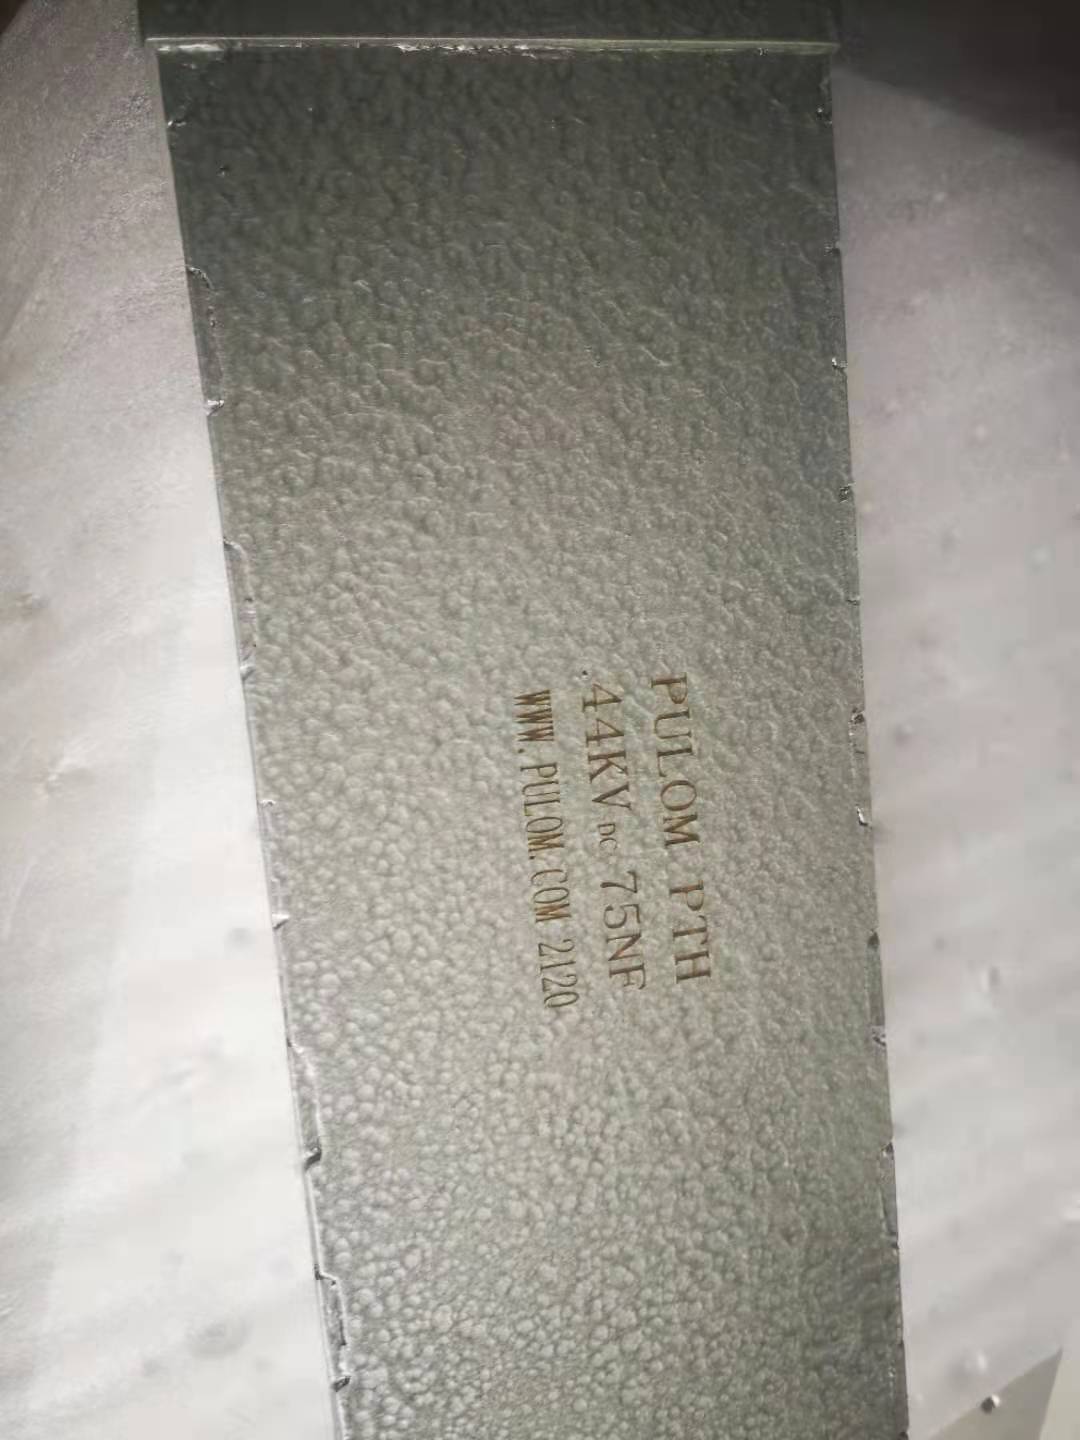 PULOM PTH
44KV DC 75NF
WWW.PULOM.COM 2120